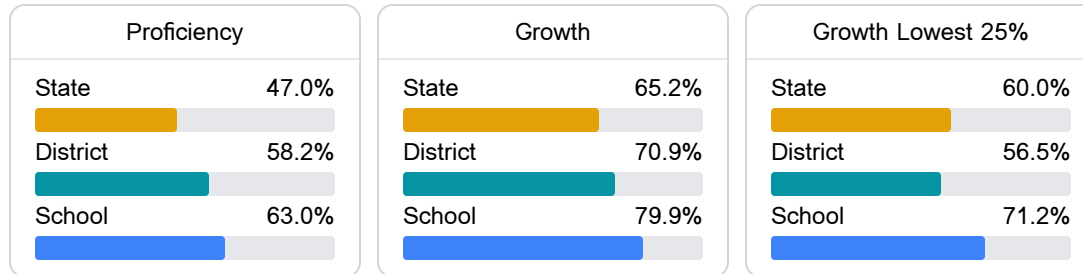 Proficiency
State 47.0%
District 58.2%
School 63.0%
Growth
State 65.2%
District 70.9%
School 79.9%
Growth Lowest 25%
State 60.0%
District 56.5%
School 71.2%